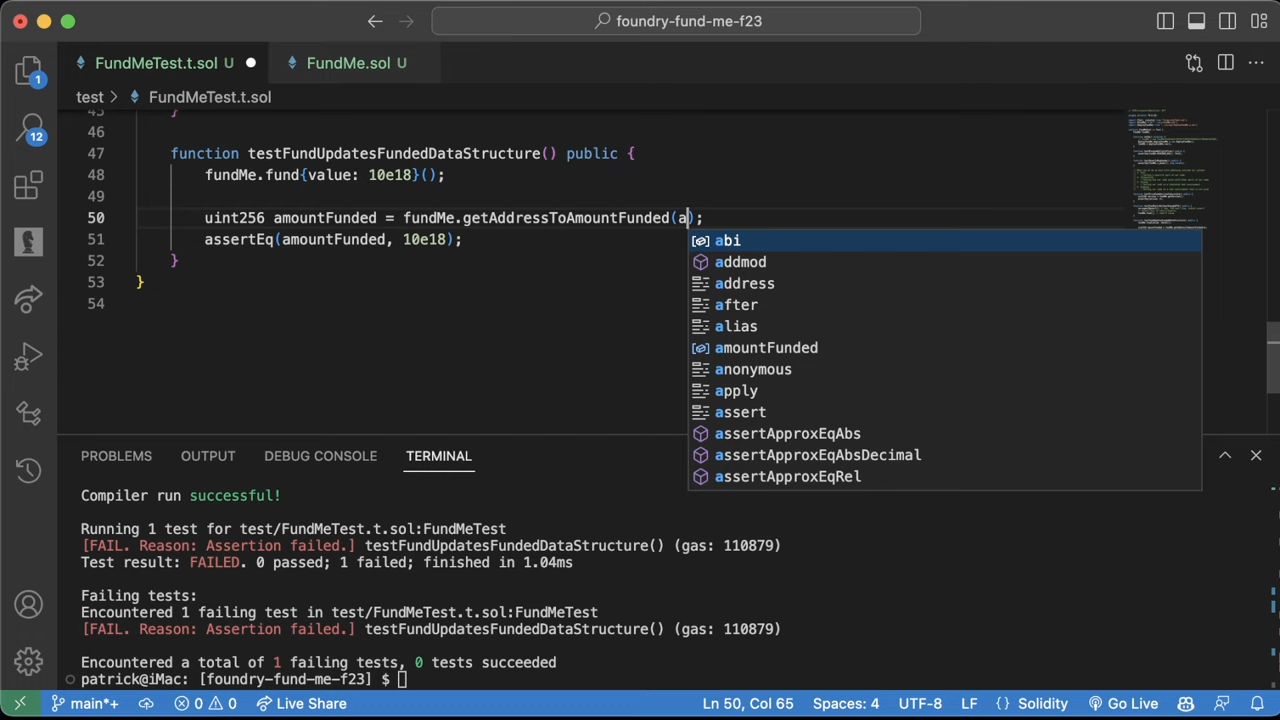 foundry-fund-me-f23
FundMeTest.t.sol U
FundMe.sol U
test > FundMeTest.t.sol
45 }
46
47 function testFundUpdatesFundedDataStructure() public {
48 fundMe.fund{value: 10e18}();
49
50 uint256 amountFunded = fundMe.getAddressToAmountFunded(a);
51 assertEq(amountFunded, 10e18);
52 }
53 }
54
abi
addmod
address
after
alias
amountFunded
anonymous
apply
assert
assertApproxEqAbs
assertApproxEqAbsDecimal
assertApproxEqRel
1
12
PROBLEMS OUTPUT DEBUG CONSOLE TERMINAL
Compiler run successful!
Running 1 test for test/FundMeTest.t.sol:FundMeTest
[FAIL. Reason: Assertion failed.] testFundUpdatesFundedDataStructure() (gas: 110879)
Test result: FAILED. 0 passed; 1 failed; finished in 1.04ms
Failing tests:
Encountered 1 failing test in test/FundMeTest.t.sol:FundMeTest
[FAIL. Reason: Assertion failed.] testFundUpdatesFundedDataStructure() (gas: 110879)
Encountered a total of 1 failing tests, 0 tests succeeded
patrick@iMac: [foundry-fund-me-f23] $
main*+ 0 0 Live Share Ln 50, Col 65 Spaces: 4 UTF-8 LF {} Solidity Go Live